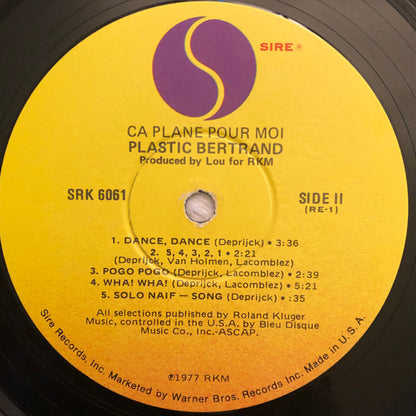 SIRE ®
CA PLANE POUR MOI
PLASTIC BERTRAND
Produced by Lou for RKM
SRK 6061
SIDE II
(RE-1)
1. DANCE, DANCE (Deprijck) • 3:36
2. 5, 4, 3, 2, 1 • 2:21
(Deprijck, Van Holmen, Lacomblez)
3. POGO POGO (Deprijck, Lacomblez) • 2:39
4. WHA! WHA! (Deprijck, Lacomblez) • 5:21
5. SOLO NAIF — SONG (Deprijck) • :35
All selections published by Roland Kluger
Music, controlled in the U.S.A. by Bleu Disque
Music Co., Inc.-ASCAP.
℗1977 RKM
Sire Records, Inc. Marketed by Warner Bros. Records Inc. Made in U.S.A.